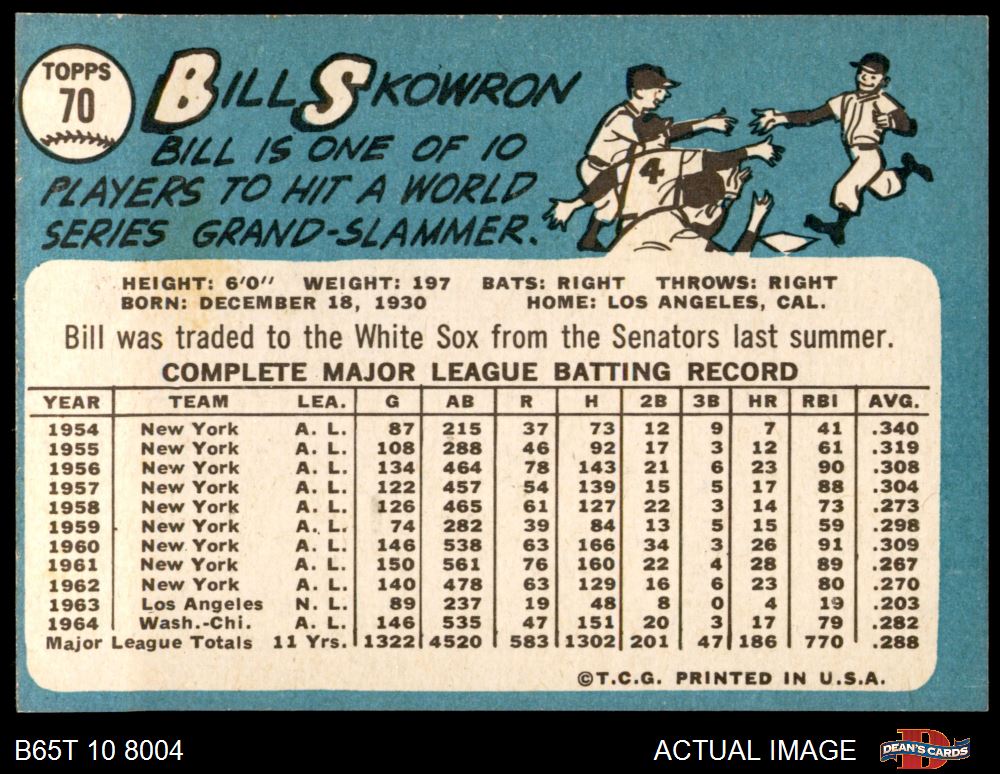 TOPPS
70
BILL SKOWRON
BILL IS ONE OF 10
PLAYERS TO HIT A WORLD
SERIES GRAND-SLAMMER.
4
HEIGHT: 6'0" WEIGHT: 197 BATS: RIGHT THROWS: RIGHT
BORN: DECEMBER 18, 1930 HOME: LOS ANGELES, CAL.
Bill was traded to the White Sox from the Senators last summer.
COMPLETE MAJOR LEAGUE BATTING RECORD
YEAR TEAM LEA. G AB R H 2B 3B HR RBI AVG.
1954 New York A. L. 87 215 37 73 12 9 7 41 .340
1955 New York A. L. 108 288 46 92 17 3 12 61 .319
1956 New York A. L. 134 464 78 143 21 6 23 90 .308
1957 New York A. L. 122 457 54 139 15 5 17 88 .304
1958 New York A. L. 126 465 61 127 22 3 14 73 .273
1959 New York A. L. 74 282 39 84 13 5 15 59 .298
1960 New York A. L. 146 538 63 166 34 3 26 91 .309
1961 New York A. L. 150 561 76 160 22 4 28 89 .267
1962 New York A. L. 140 478 63 129 16 6 23 80 .270
1963 Los Angeles N. L. 89 237 19 48 8 0 4 19 .203
1964 Wash.-Chi. A. L. 146 535 47 151 20 3 17 79 .282
Major League Totals 11 Yrs. 1322 4520 583 1302 201 47 186 770 .288
©T.C.G. PRINTED IN U.S.A.
B65T 10 8004 ACTUAL IMAGE DEAN'S CARDS